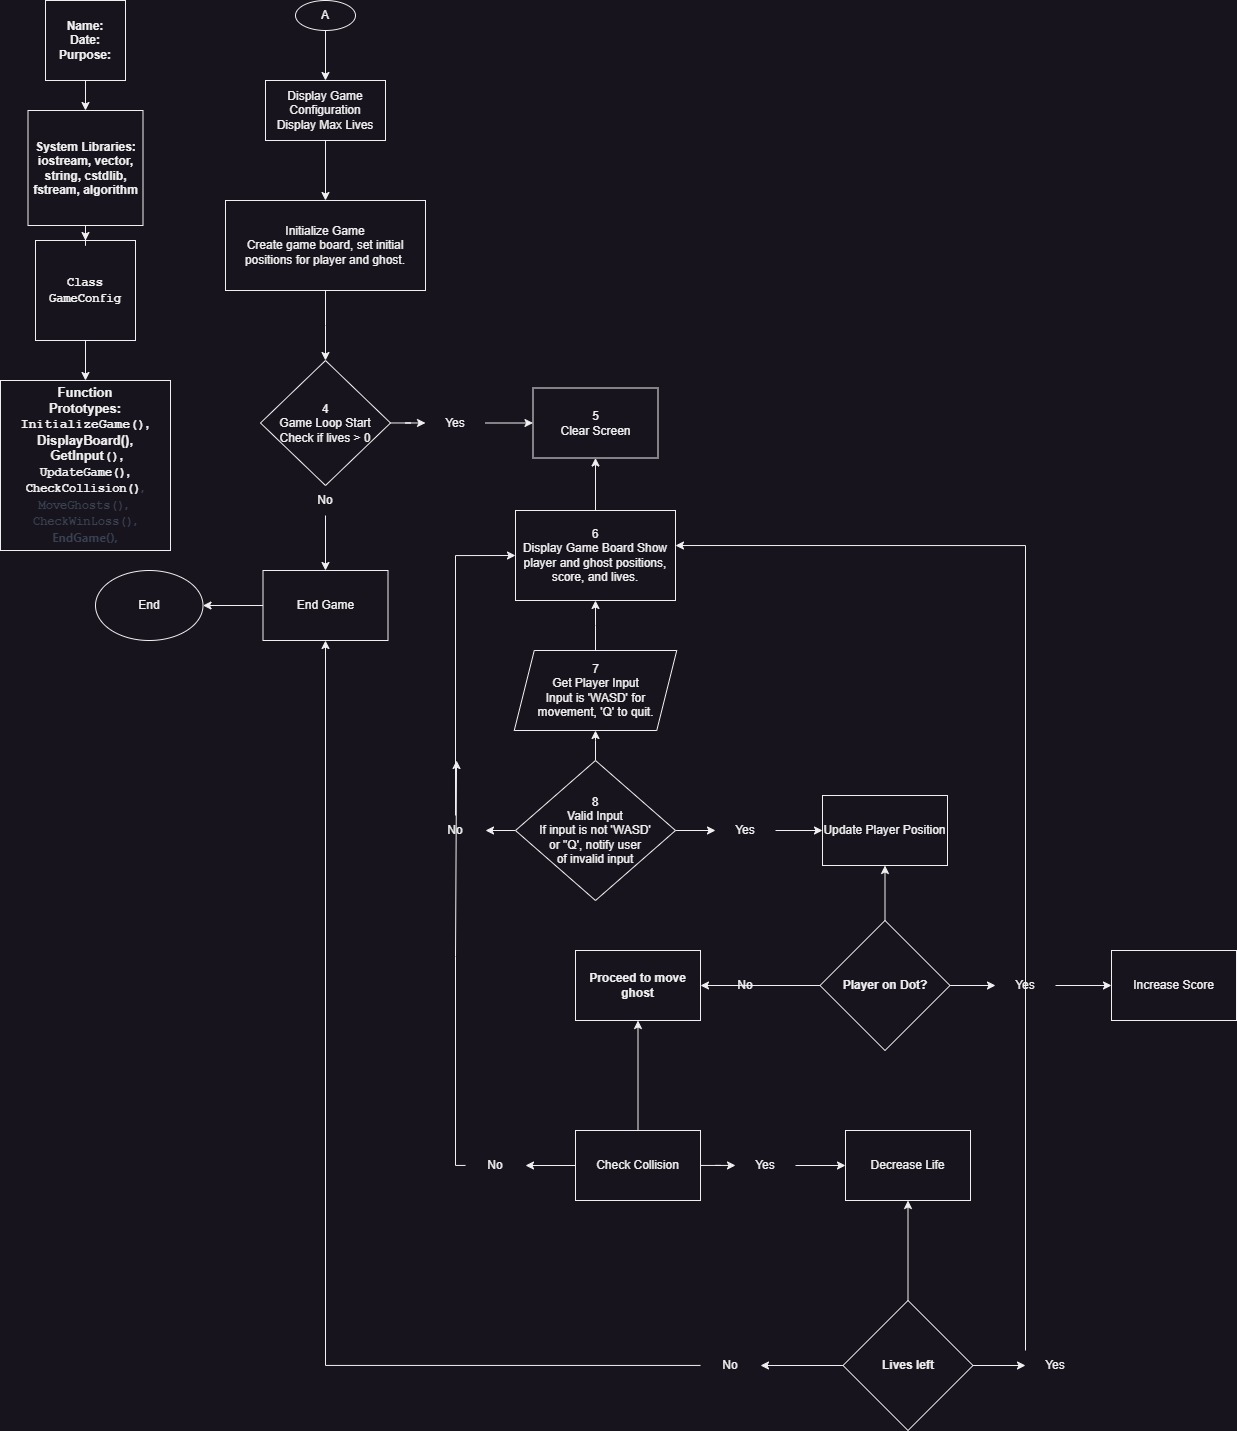 Name:
Date:
Purpose:
System Libraries:
iostream, vector,
string, cstdlib,
fstream, algorithm
Class
GameConfig
Function
Prototypes:
InitializeGame(),
DisplayBoard(),
GetInput(),
UpdateGame(),
CheckCollision(),
MoveGhosts(),
CheckWinLoss(),
EndGame(),
A
Display Game
Configuration
Display Max Lives
Initialize Game
Create game board, set initial
positions for player and ghost.
4
Game Loop Start
Check if lives > 0
Yes
No
5
Clear Screen
End Game
End
6
Display Game Board Show
player and ghost positions,
score, and lives.
7
Get Player Input
Input is 'WASD' for
movement, 'Q' to quit.
8
Valid Input
If input is not 'WASD'
or "Q', notify user
of invalid input
No
Yes
Update Player Position
Player on Dot?
No
Proceed to move
ghost
Yes
Increase Score
Check Collision
No
Yes
Decrease Life
Lives left
No
Yes